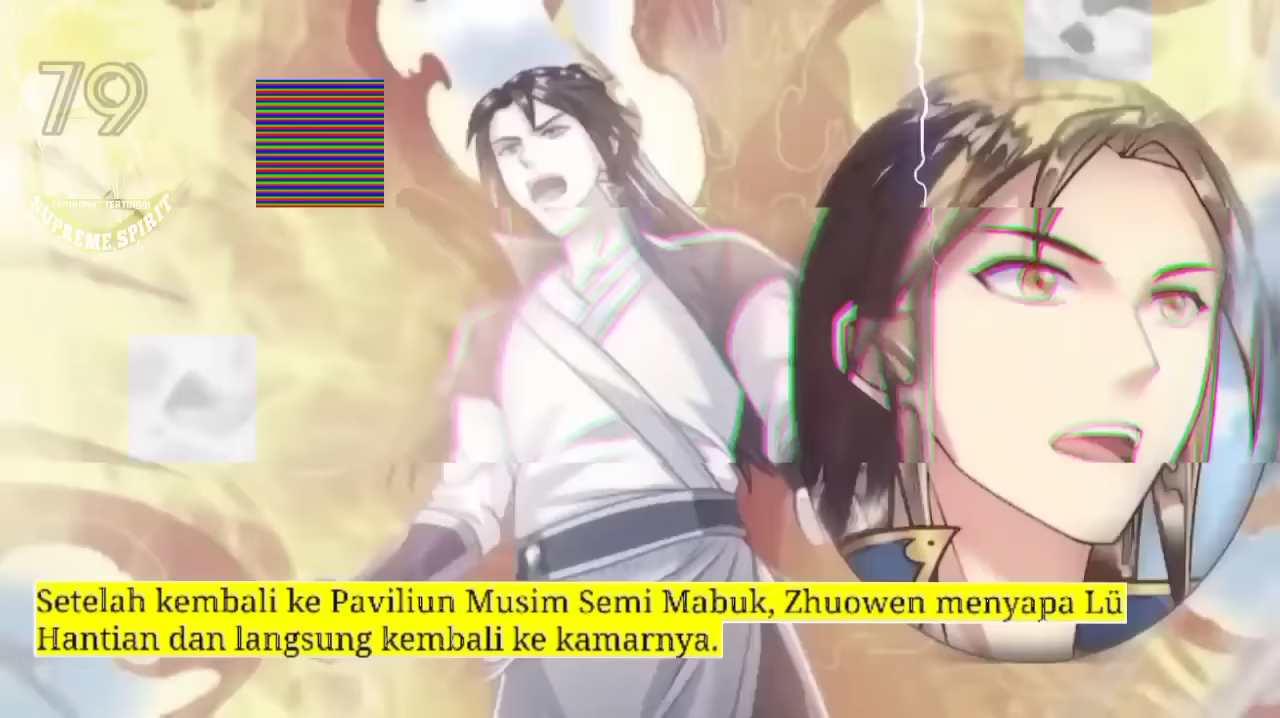 79
TERTINGGI
SUPREME SPIRIT
Setelah kembali ke Paviliun Musim Semi Mabuk, Zhuowen menyapa Lü
Hantian dan langsung kembali ke kamarnya.